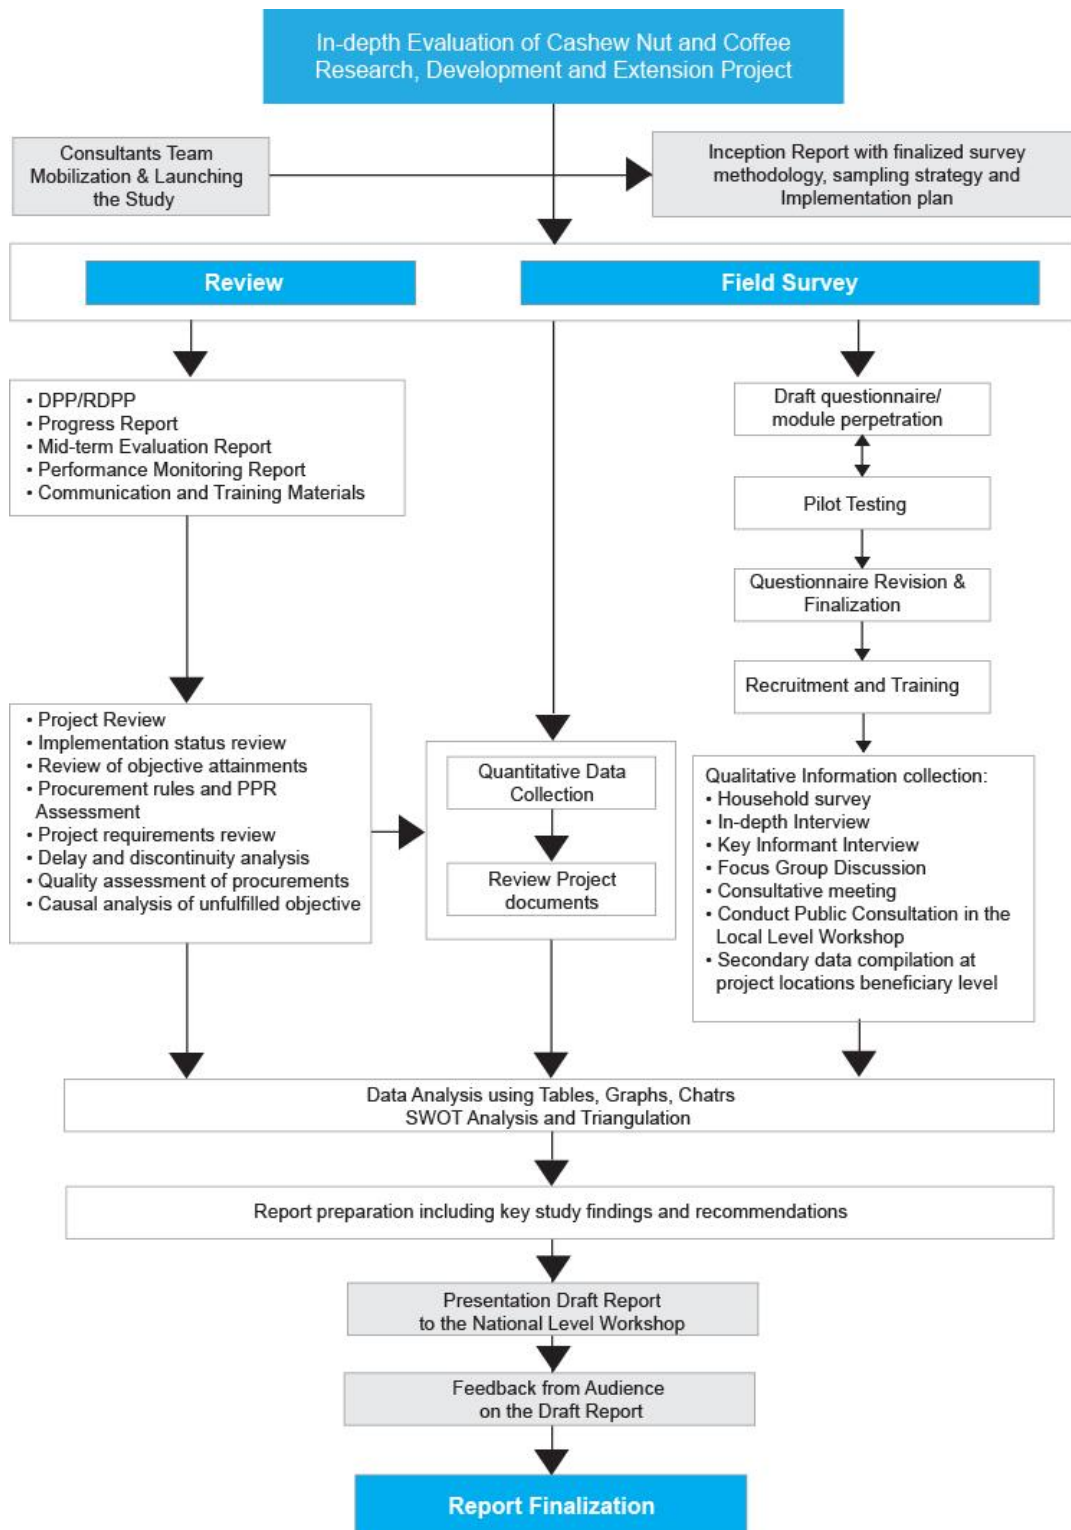 In-depth Evaluation of Cashew Nut and Coffee
Research, Development and Extension Project
Consultants Team
Mobilization & Launching
the Study
Inception Report with finalized survey
methodology, sampling strategy and
Implementation plan
Review
Field Survey
• DPP/RDPP
• Progress Report
• Mid-term Evaluation Report
• Performance Monitoring Report
• Communication and Training Materials
Draft questionnaire/
module perpetration
Pilot Testing
Questionnaire Revision &
Finalization
Recruitment and Training
• Project Review
• Implementation status review
• Review of objective attainments
• Procurement rules and PPR
Assessment
• Project requirements review
• Delay and discontinuity analysis
• Quality assessment of procurements
• Causal analysis of unfulfilled objective
Quantitative Data
Collection
Review Project
documents
Qualitative Information collection:
• Household survey
• In-depth Interview
• Key Informant Interview
• Focus Group Discussion
• Consultative meeting
• Conduct Public Consultation in the
Local Level Workshop
• Secondary data compilation at
project locations beneficiary level
Data Analysis using Tables, Graphs, Chatrs
SWOT Analysis and Triangulation
Report preparation including key study findings and recommendations
Presentation Draft Report
to the National Level Workshop
Feedback from Audience
on the Draft Report
Report Finalization